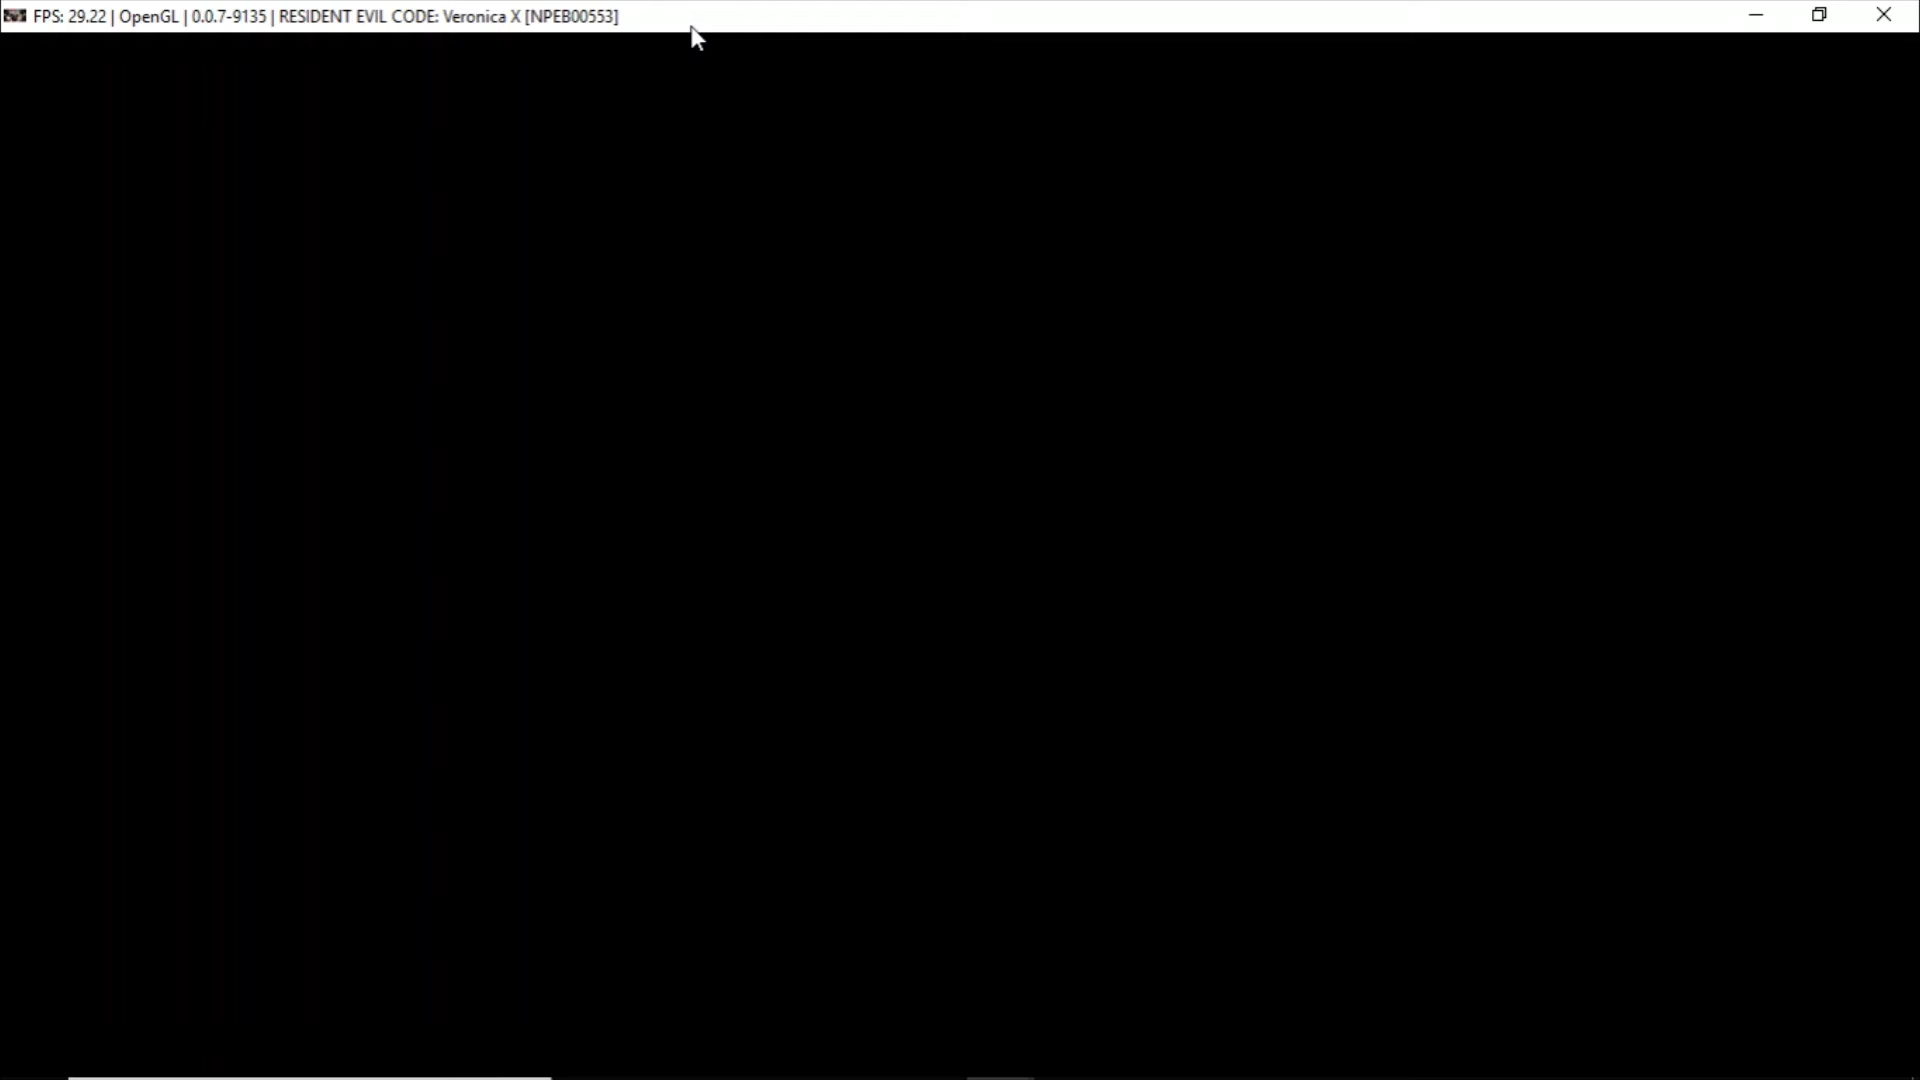 FPS: 29.22 | OpenGL | 0.0.7-9135 | RESIDENT EVIL CODE: Veronica X [NPEB00553]